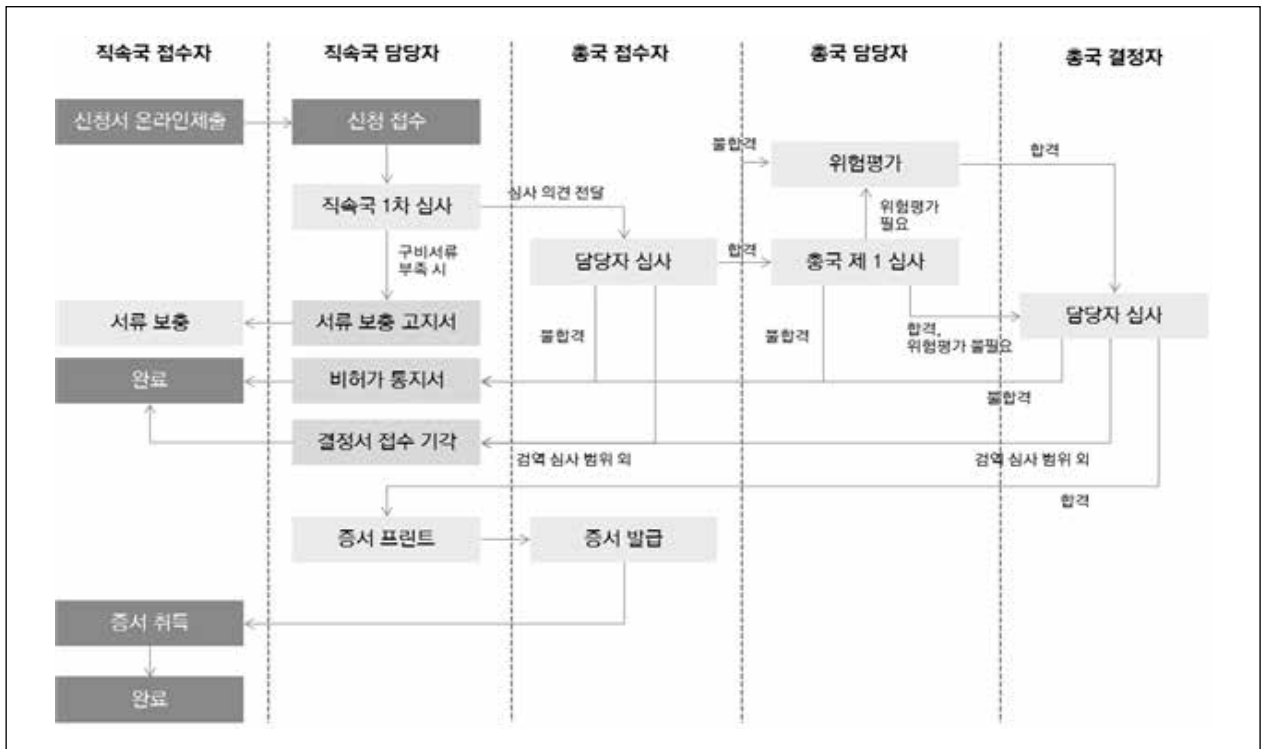 직속국 접수자
직속국 담당자
총국 접수자
총국 담당자
총국 결정자
신청서 온라인제출
신청 접수
불합격
위험평가
합격
직속국 1차 심사
심사 의견 전달
위험평가
필요
구비서류
부족 시
담당자 심사
합격
총국 제 1 심사
서류 보충
서류 보충 고지서
불합격
불합격
합격,
위험평가 불필요
담당자 심사
완료
비허가 통지서
불합격
결정서 접수 기각
검역 심사 범위 외
검역 심사 범위 외
합격
증서 프린트
증서 발급
증서 취득
완료